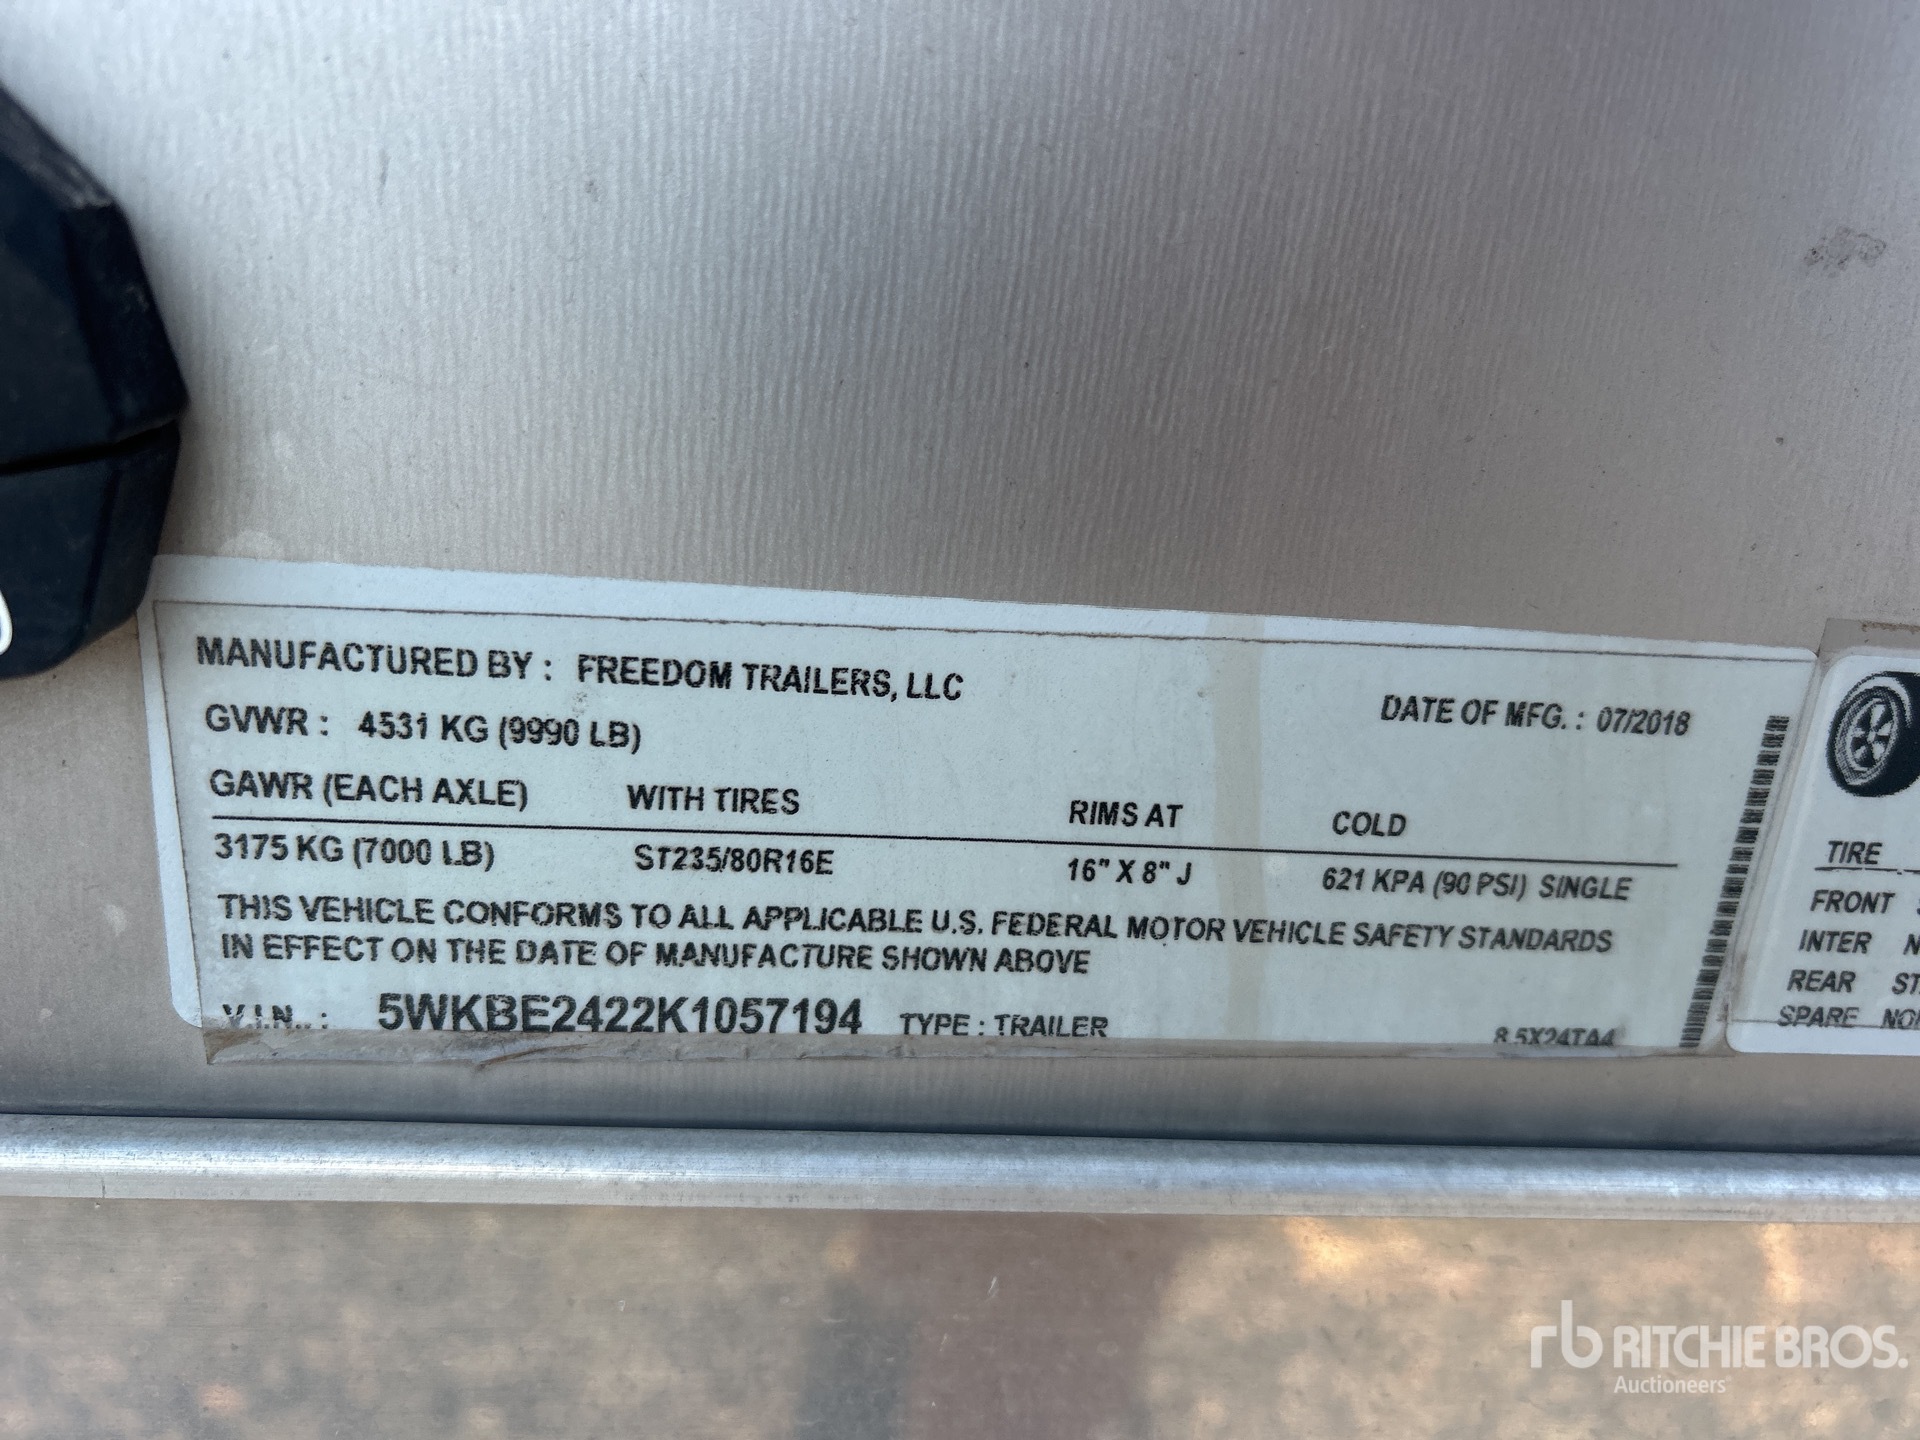 MANUFACTURED BY : FREEDOM TRAILERS, LLC
DATE OF MFG. : 07/2018
GVWR : 4531 KG (9990 LB)
GAWR (EACH AXLE) WITH TIRES RIMS AT COLD
3175 KG (7000 LB) ST235/80R16E 16" X 8" J 621 KPA (90 PSI) SINGLE
THIS VEHICLE CONFORMS TO ALL APPLICABLE U.S. FEDERAL MOTOR VEHICLE SAFETY STANDARDS
IN EFFECT ON THE DATE OF MANUFACTURE SHOWN ABOVE
V.I.N.. : 5WKBE2422K1057194 TYPE : TRAILER 8.5X24TA4
TIRE
FRONT
INTER
REAR
SPARE
rb RITCHIE BROS.
Auctioneers